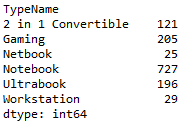 TypeName
2 in 1 Convertible    121
Gaming                205
Netbook                25
Notebook              727
Ultrabook             196
Workstation            29
dtype: int64